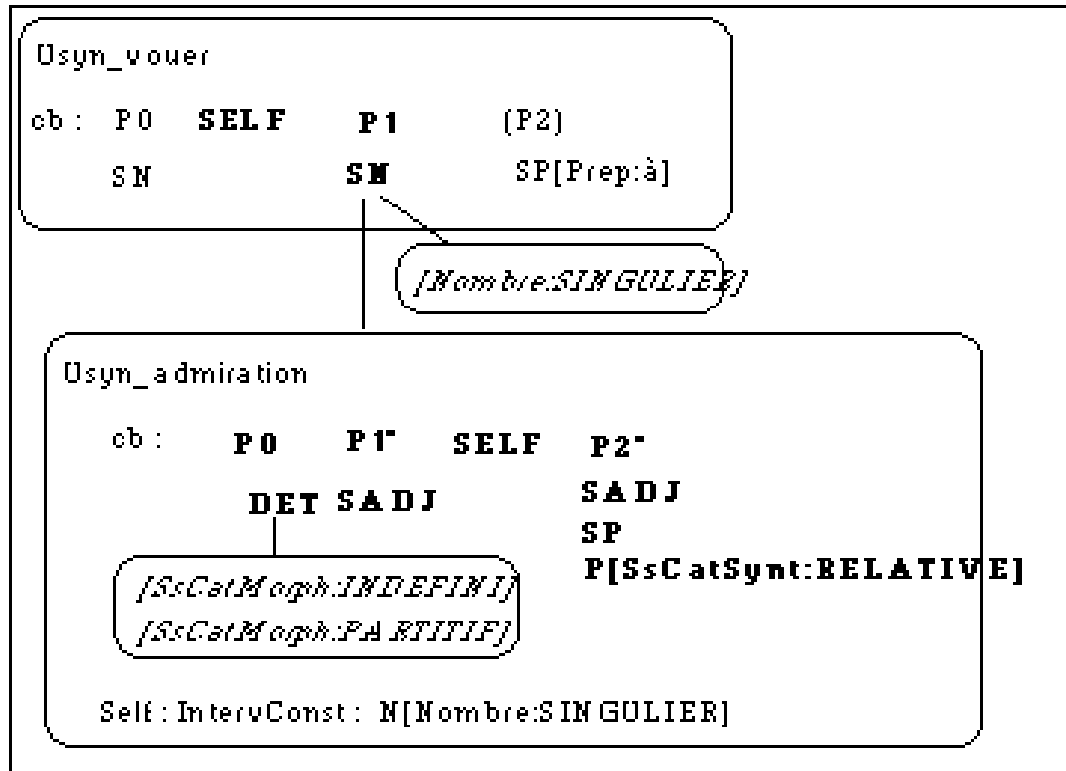 Usyn_vouer
cb : P0 SELF P1 (P2)
SN SN SP[Prep:à]
[Nombre:SINGULIER]
Usyn_admiration
cb : P0 P1* SELF P2*
DET SADJ SADJ
SP
P[SsCatSynt:RELATIVE]
[SsCatMorph:INDEFINI]
[SsCatMorph:PARTITIF]
Self : IntervConst : N[Nombre:SINGULIER]